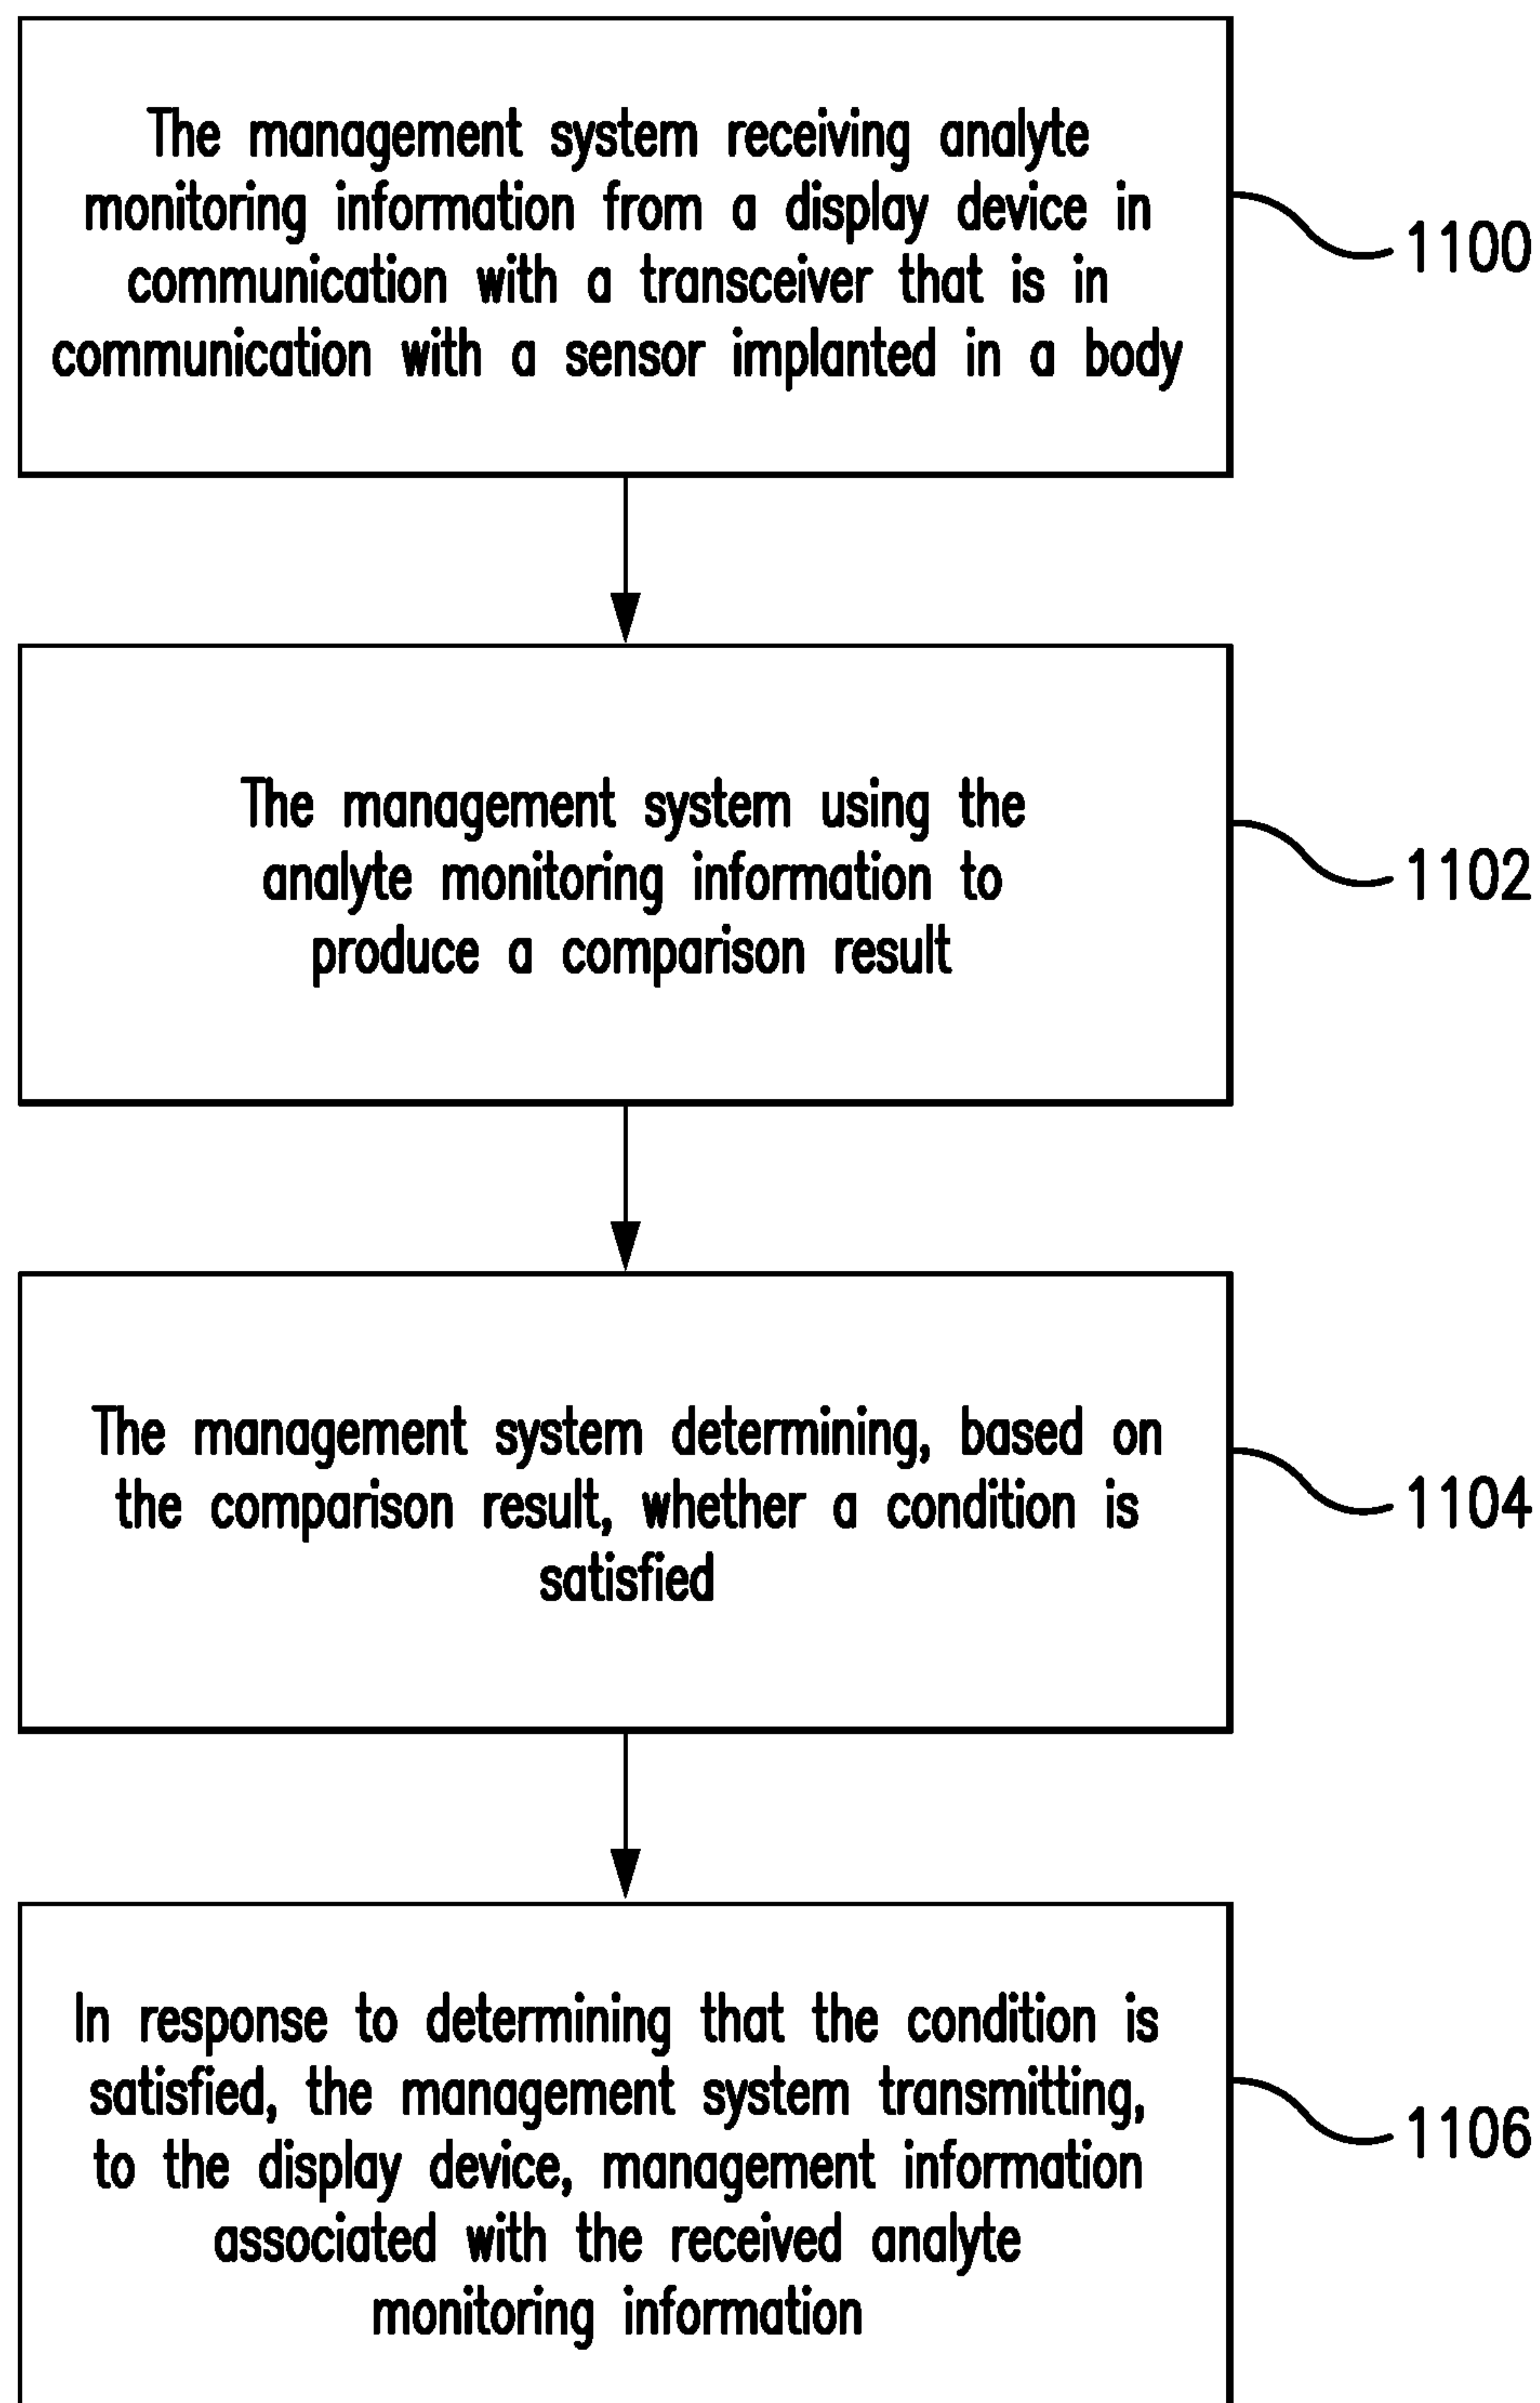 The management system receiving analyte
monitoring information from a display device in
communication with a transceiver that is in
communication with a sensor implanted in a body
1100
The management system using the
analyte monitoring information to
produce a comparison result
1102
The management system determining, based on
the comparison result, whether a condition is
satisfied
1104
In response to determining that the condition is
satisfied, the management system transmitting,
to the display device, management information
associated with the received analyte
monitoring information
1106